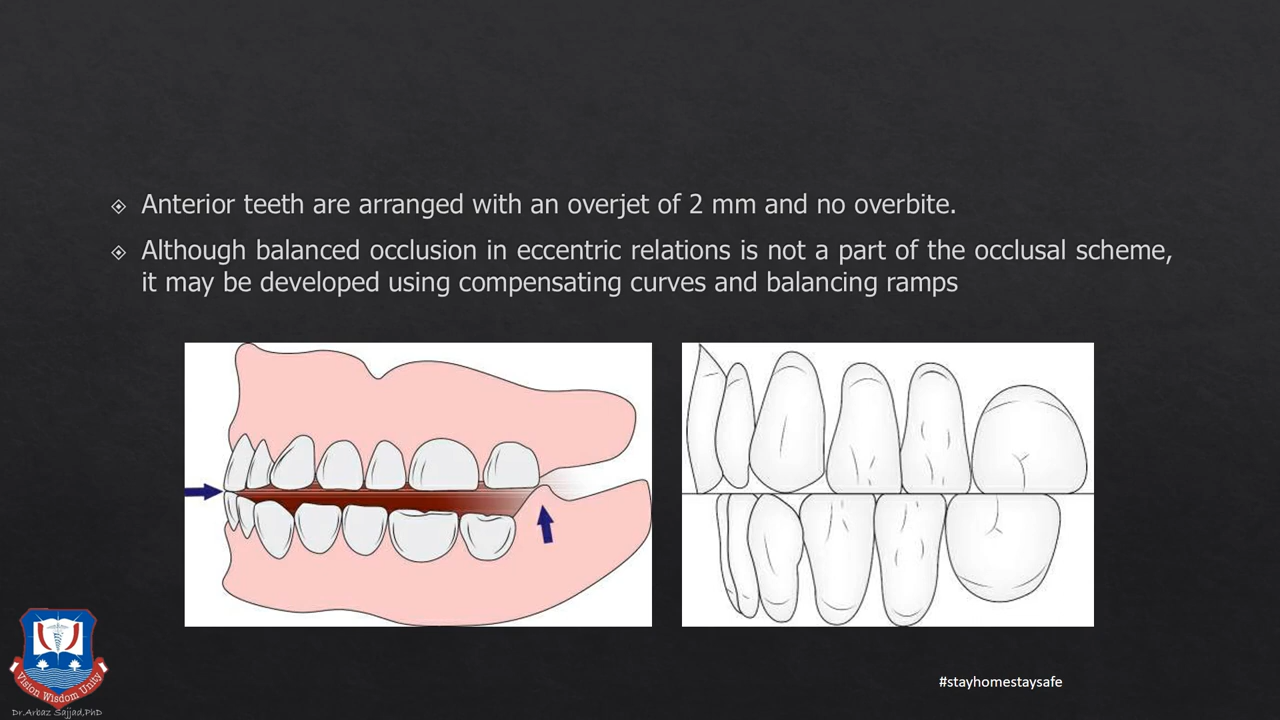 Anterior teeth are arranged with an overjet of 2 mm and no overbite.
Although balanced occlusion in eccentric relations is not a part of the occlusal scheme,
it may be developed using compensating curves and balancing ramps
#stayhomestaysafe
Vision Wisdom Unity
Dr.Arbaz Sajjad,PhD